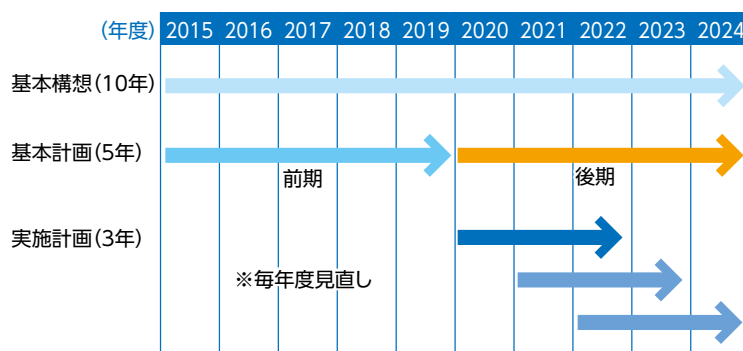 (年度) 2015 2016 2017 2018 2019 2020 2021 2022 2023 2024
基本構想(10年)
基本計画(5年)
前期 後期
実施計画(3年)
※毎年度見直し